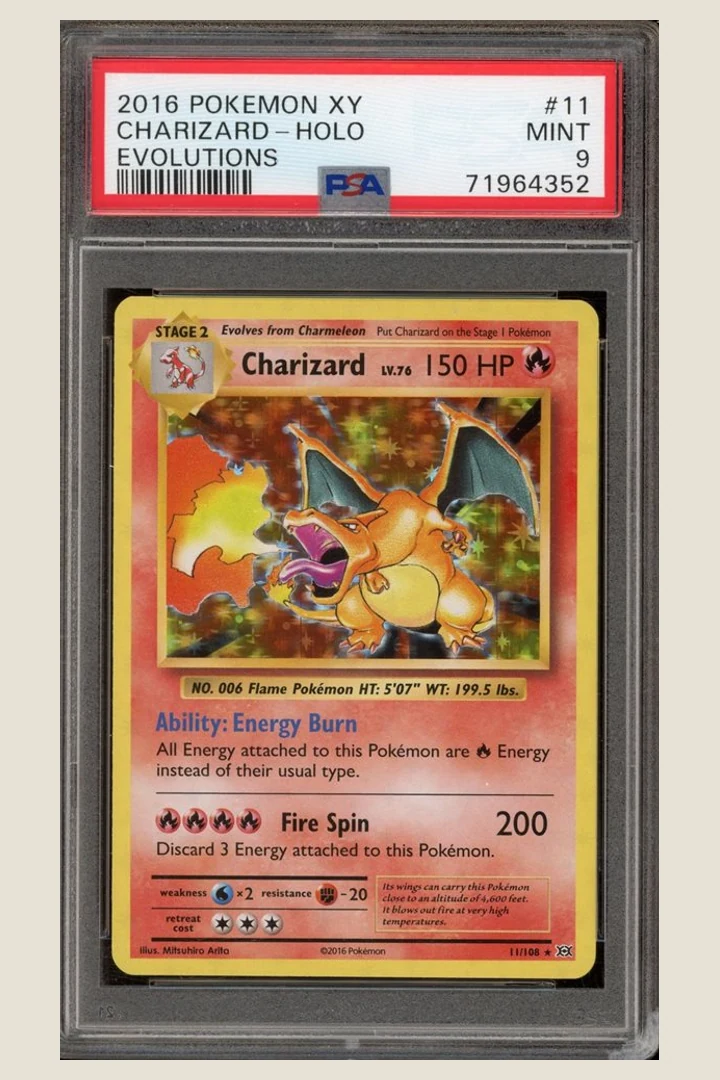 2016 POKEMON XY #11
CHARIZARD – HOLO MINT
EVOLUTIONS 9
PSA 71964352
STAGE 2 Evolves from Charmeleon Put Charizard on the Stage 1 Pokémon
Charizard LV.76 150 HP
NO. 006 Flame Pokémon HT: 5'07" WT: 199.5 lbs.
Ability: Energy Burn
All Energy attached to this Pokémon are Energy
instead of their usual type.
Fire Spin 200
Discard 3 Energy attached to this Pokémon.
weakness ×2 resistance -20
retreat
cost
Its wings can carry this Pokémon
close to an altitude of 4,600 feet.
It blows out fire at very high
temperatures.
Illus. Mitsuhiro Arita ©2016 Pokémon 11/108 ★